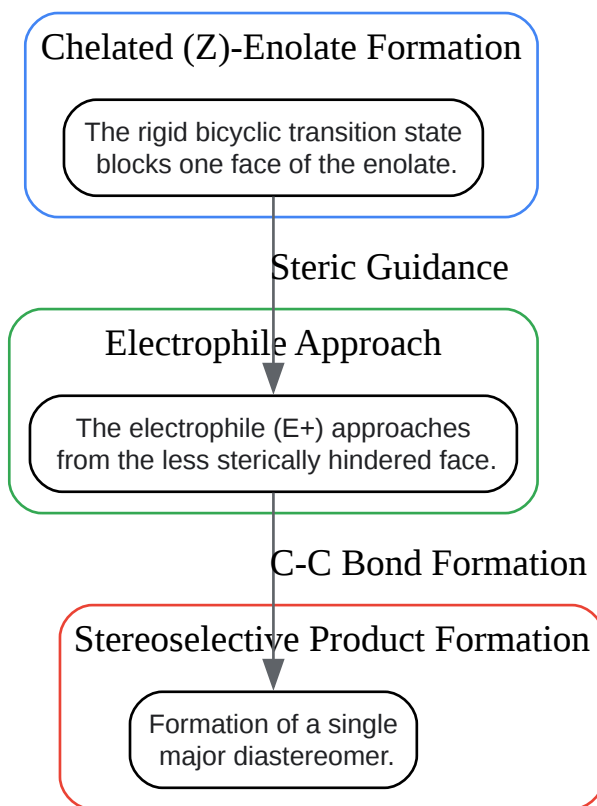 Chelated (Z)-Enolate Formation
The rigid bicyclic transition state
blocks one face of the enolate.
Steric Guidance
Electrophile Approach
The electrophile (E+) approaches
from the less sterically hindered face.
C-C Bond Formation
Stereoselective Product Formation
Formation of a single
major diastereomer.